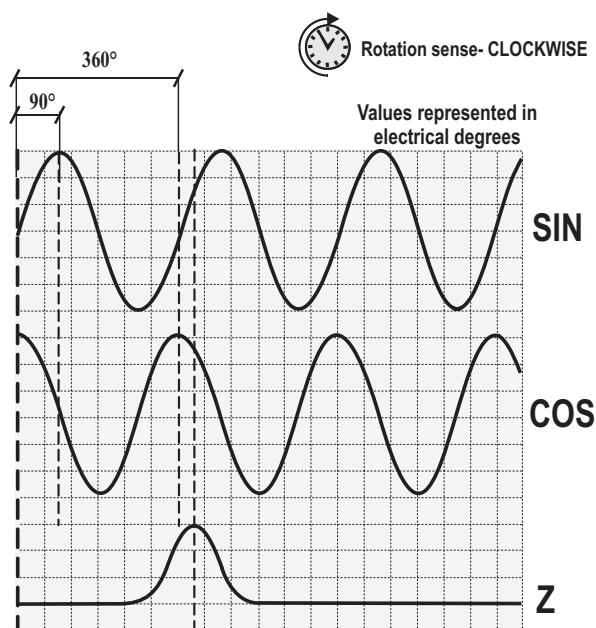 Rotation sense- CLOCKWISE
360°
90°
Values represented in
electrical degrees
SIN
COS
Z